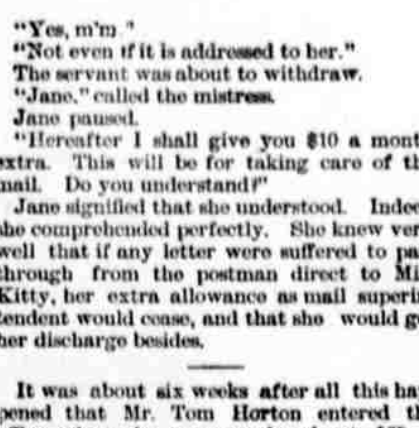 "Yes, m'm."
"Not even if it is addressed to her."
The servant was about to withdraw.
"Jane," called the mistress.
Jane paused.
"Hereafter I shall give you $10 a mont
extra. This will be for taking care of th
mail. Do you understand?"
Jane signified that she understood. Indee
she comprehended perfectly. She knew ver
well that if any letter were suffered to pa
through from the postman direct to Mi
Kitty, her extra allowance as mail superi
tendent would cease, and that she would g
her discharge besides.
It was about six weeks after all this ha
pened that Mr. Tom Horton entered th